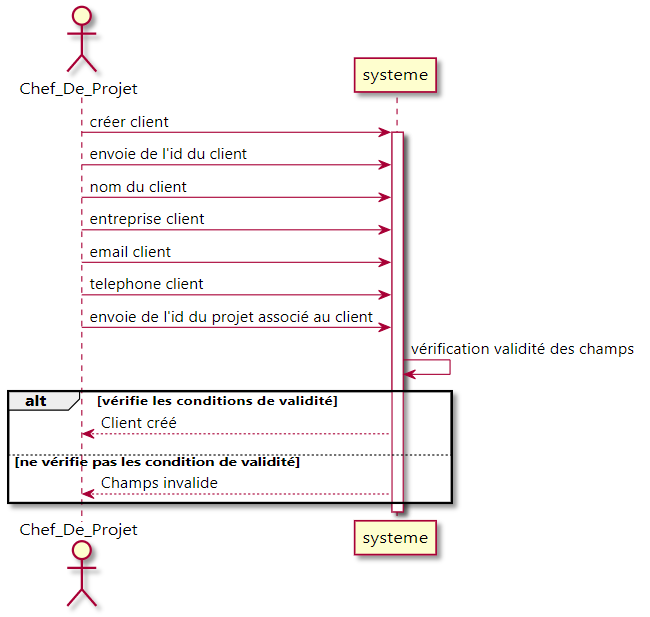 Chef_De_Projet
systeme
créer client
envoie de l'id du client
nom du client
entreprise client
email client
telephone client
envoie de l'id du projet associé au client
vérification validité des champs
alt [vérifie les conditions de validité]
Client créé
[ne vérifie pas les condition de validité]
Champs invalide
Chef_De_Projet
systeme